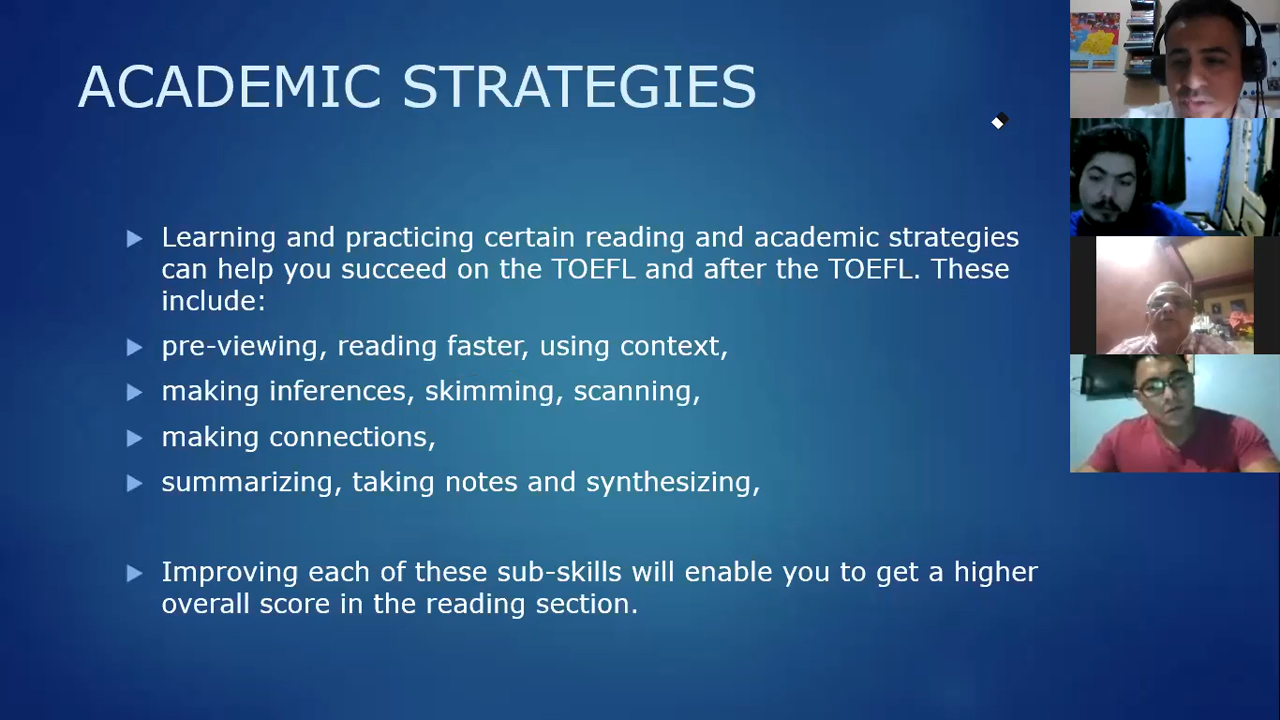 ACADEMIC STRATEGIES
Learning and practicing certain reading and academic strategies
can help you succeed on the TOEFL and after the TOEFL. These
include:
pre-viewing, reading faster, using context,
making inferences, skimming, scanning,
making connections,
summarizing, taking notes and synthesizing,
Improving each of these sub-skills will enable you to get a higher
overall score in the reading section.